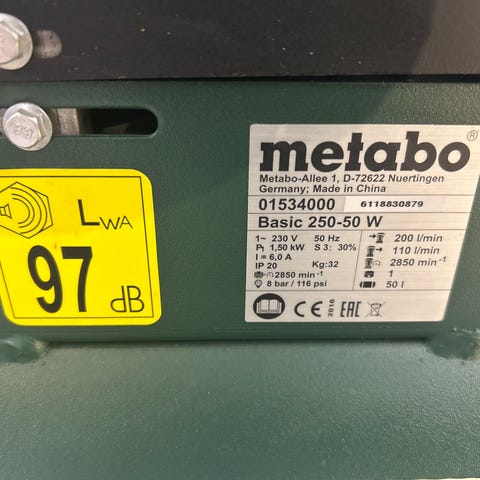 LWA
97
dB
metabo®
Metabo-Allee 1, D-72622 Nuertingen
Germany; Made in China
01534000 6118830879
Basic 250-50 W
1~ 230 V 50 Hz
P₁ 1,50 kW S 3: 30%
I = 6,0 A
IP 20 Kg:32
2850 min⁻¹
8 bar / 116 psi
200 l/min
110 l/min
2850 min⁻¹
1
50 l
CE 2016 EAC